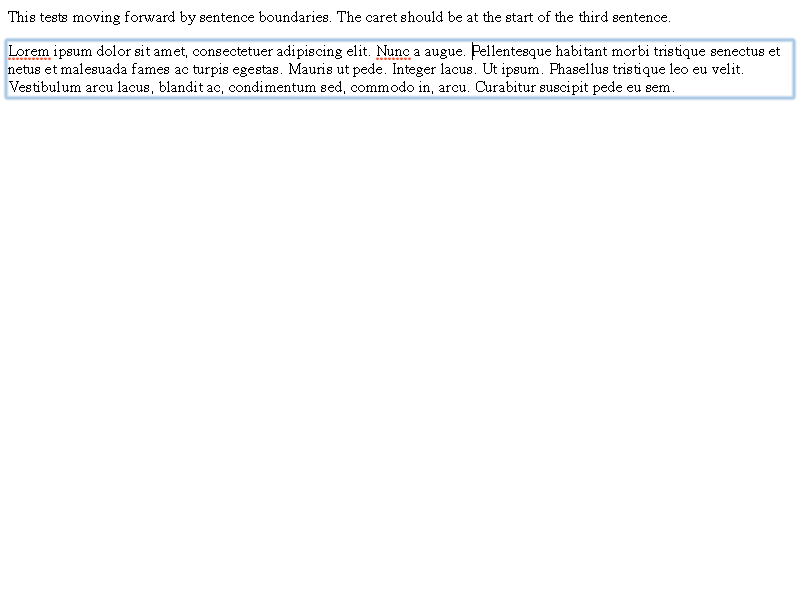 This tests moving forward by sentence boundaries. The caret should be at the start of the third sentence.
Lorem ipsum dolor sit amet, consectetuer adipiscing elit. Nunc a augue. Pellentesque habitant morbi tristique senectus et
netus et malesuada fames ac turpis egestas. Mauris ut pede. Integer lacus. Ut ipsum. Phasellus tristique leo eu velit.
Vestibulum arcu lacus, blandit ac, condimentum sed, commodo in, arcu. Curabitur suscipit pede eu sem.